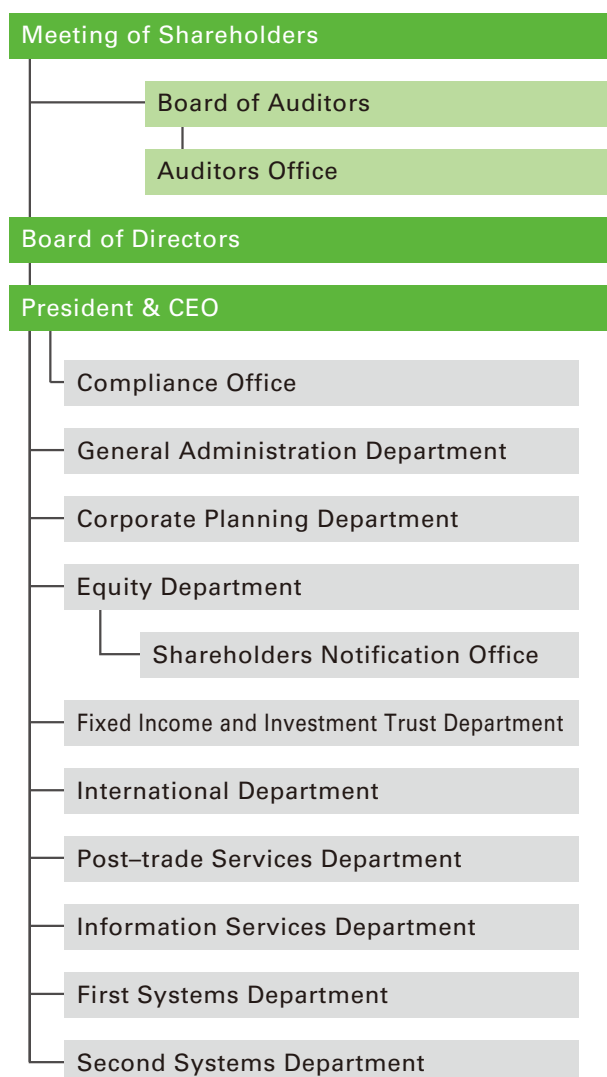 Meeting of Shareholders
Board of Auditors
Auditors Office
Board of Directors
President & CEO
Compliance Office
General Administration Department
Corporate Planning Department
Equity Department
Shareholders Notification Office
Fixed Income and Investment Trust Department
International Department
Post–trade Services Department
Information Services Department
First Systems Department
Second Systems Department